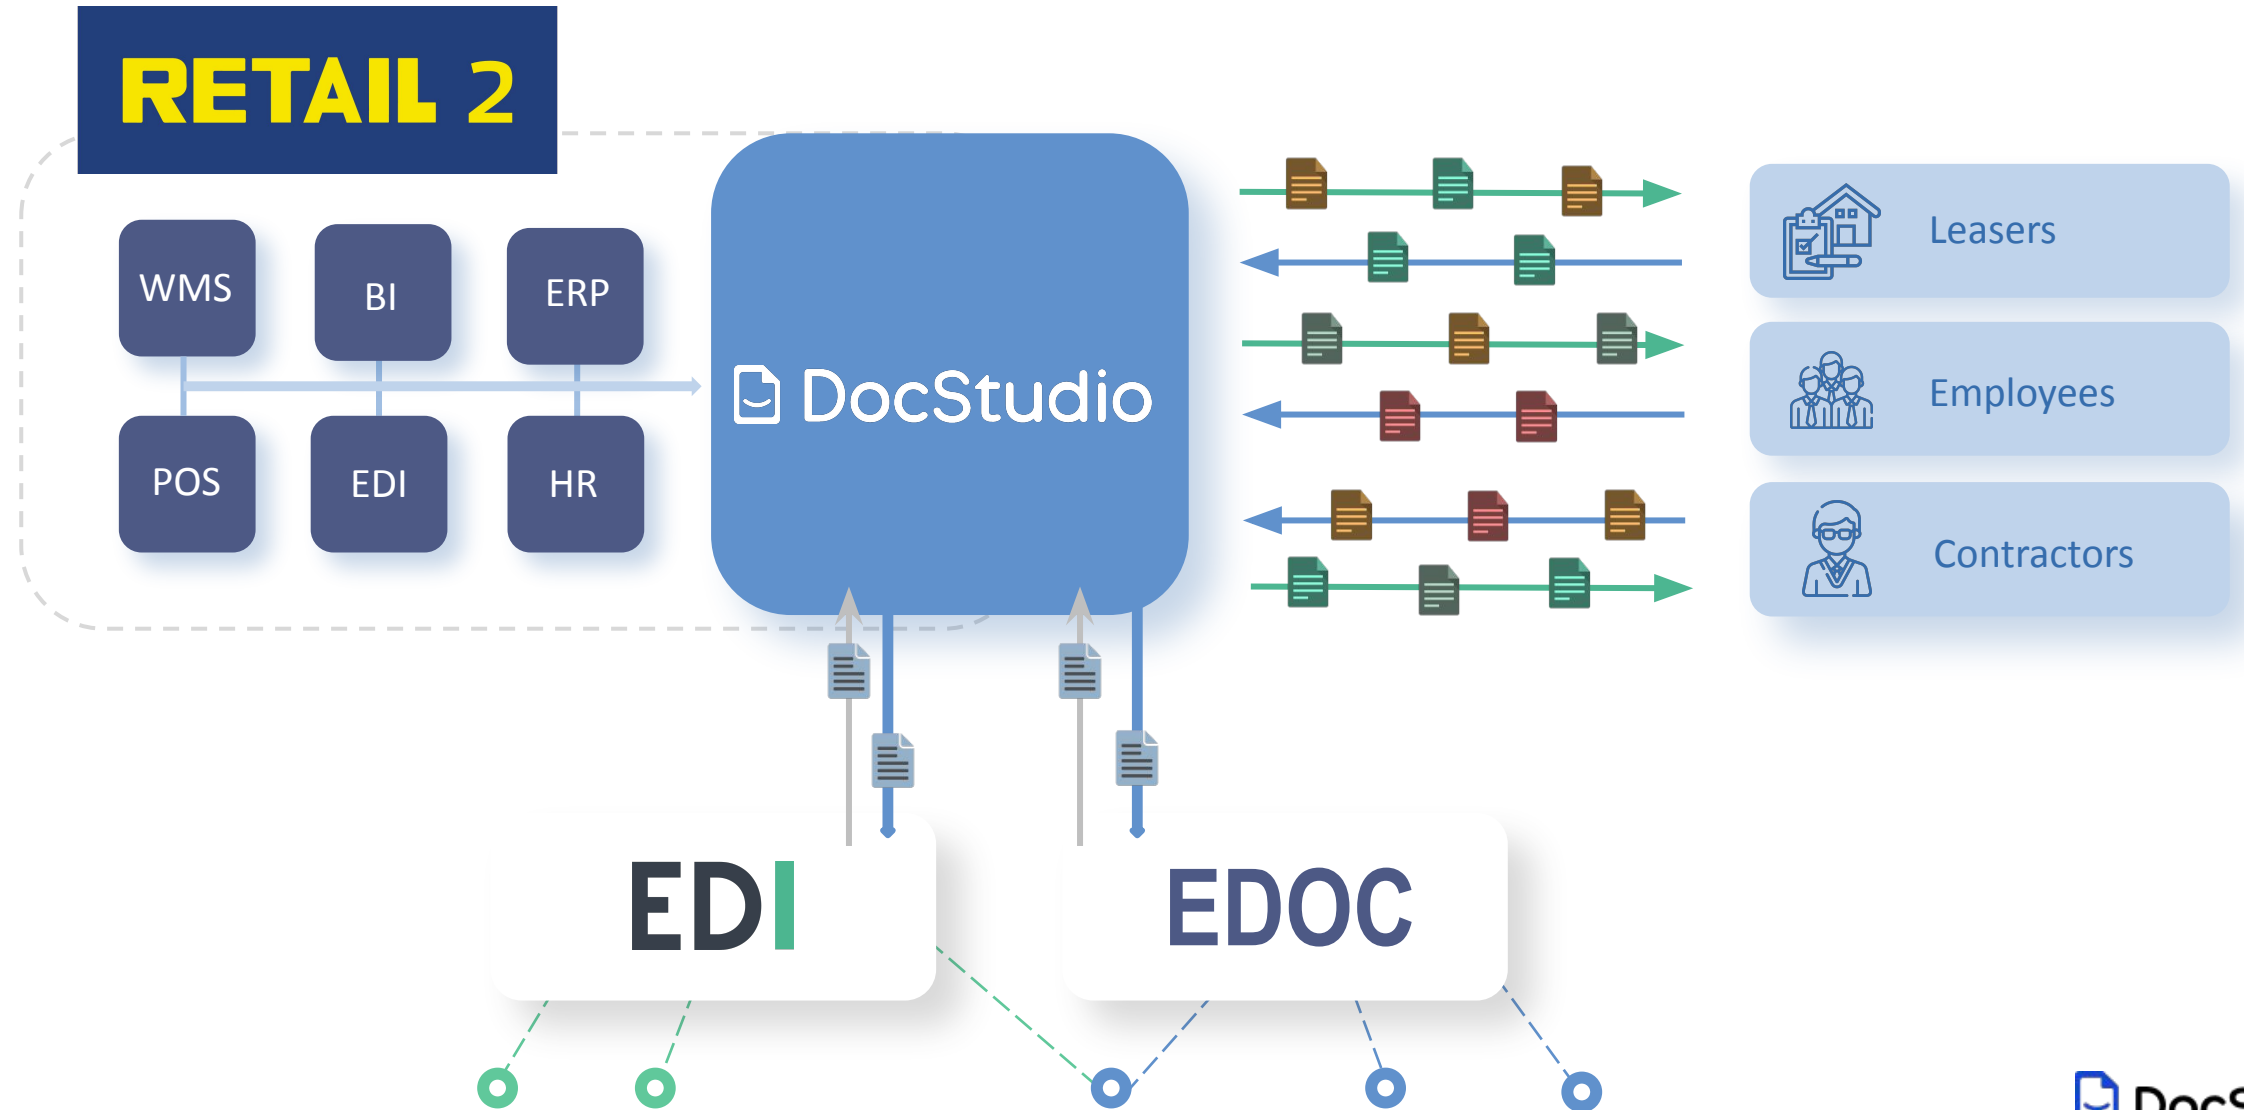 RETAIL 2
WMS
BI
ERP
POS
EDI
HR
DocStudio
Leasers
Employees
Contractors
EDI
EDOC